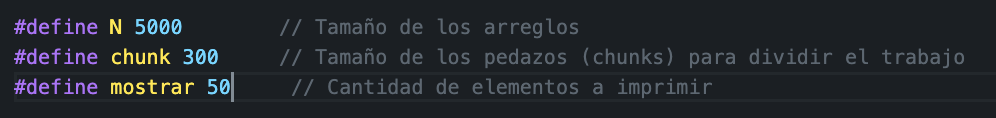 #define N 5000 // Tamaño de los arreglos
#define chunk 300 // Tamaño de los pedazos (chunks) para dividir el trabajo
#define mostrar 50 // Cantidad de elementos a imprimir